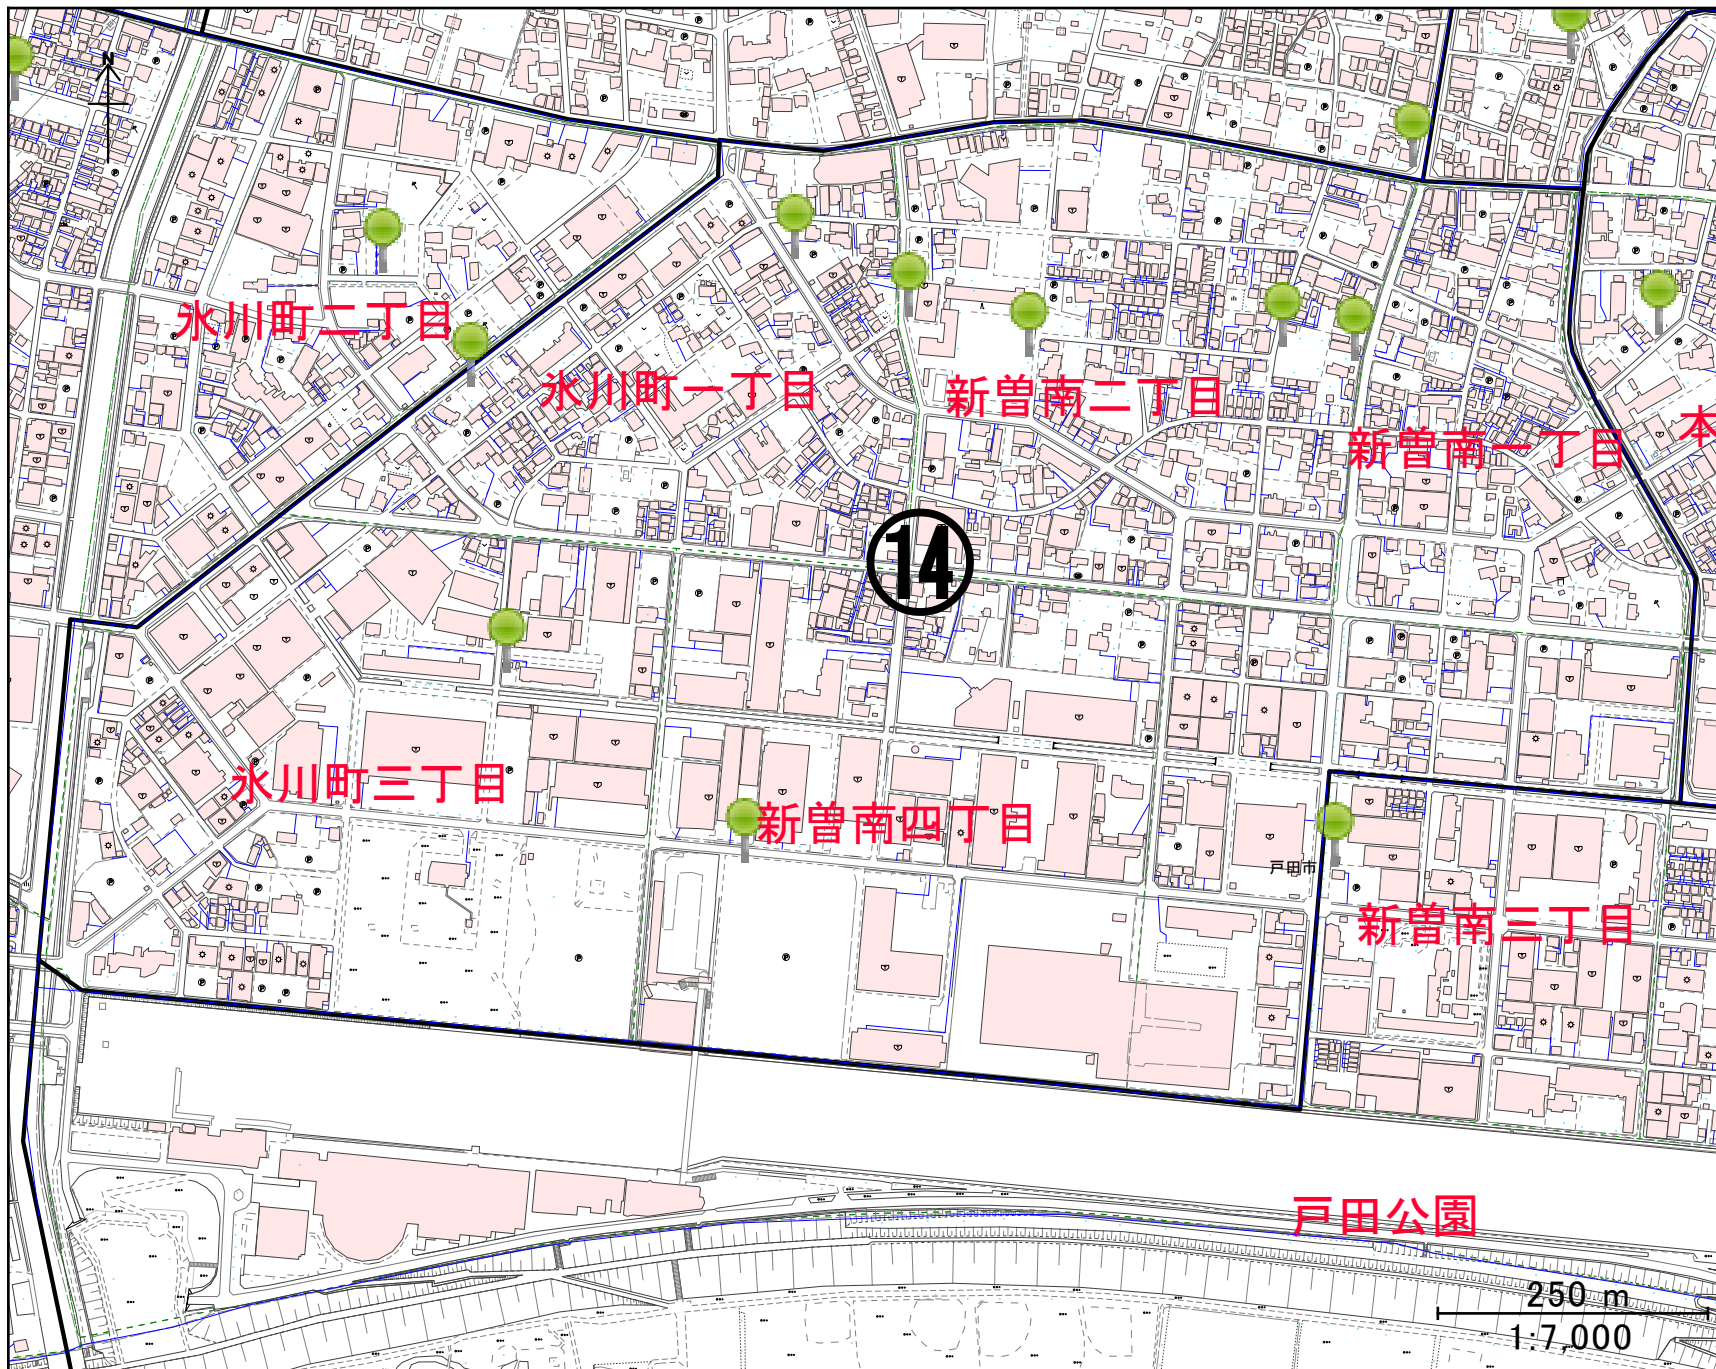 N
氷川町二丁目
氷川町一丁目
新曽南二丁目
本
新曽南一丁目
14
氷川町三丁目
新曽南四丁目
戸田市
新曽南三丁目
戸田公園
250 m
1:7,000